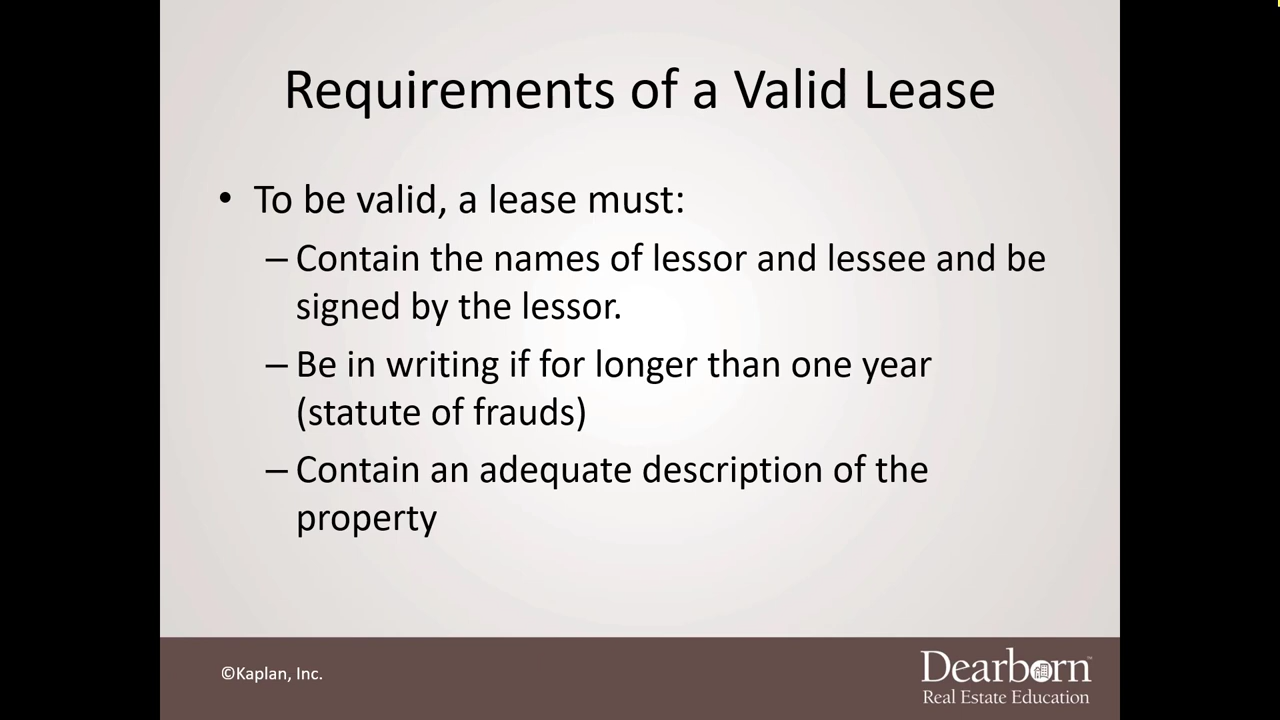 Requirements of a Valid Lease
• To be valid, a lease must:
– Contain the names of lessor and lessee and be
signed by the lessor.
– Be in writing if for longer than one year
(statute of frauds)
– Contain an adequate description of the
property
©Kaplan, Inc.
Dearborn™
Real Estate Education